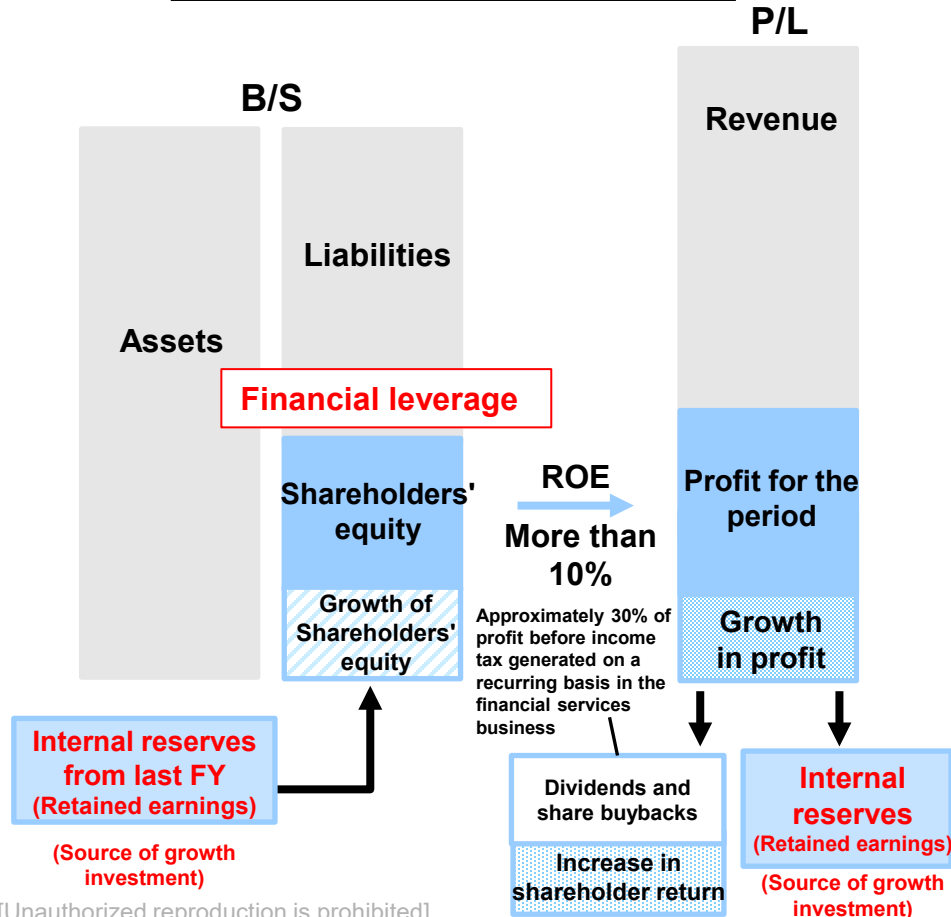 P/L
B/S
Revenue
Liabilities
Assets
Financial leverage
Shareholders'
equity
ROE
More than
10%
Profit for the
period
Growth of
Shareholders'
equity
Approximately 30% of
profit before income
tax generated on a
recurring basis in the
financial services
business
Growth
in profit
Internal reserves
from last FY
(Retained earnings)
(Source of growth
investment)
Dividends and
share buybacks
Increase in
shareholder return
Internal
reserves
(Retained earnings)
(Source of growth
investment)
[Unauthorized reproduction is prohibited]